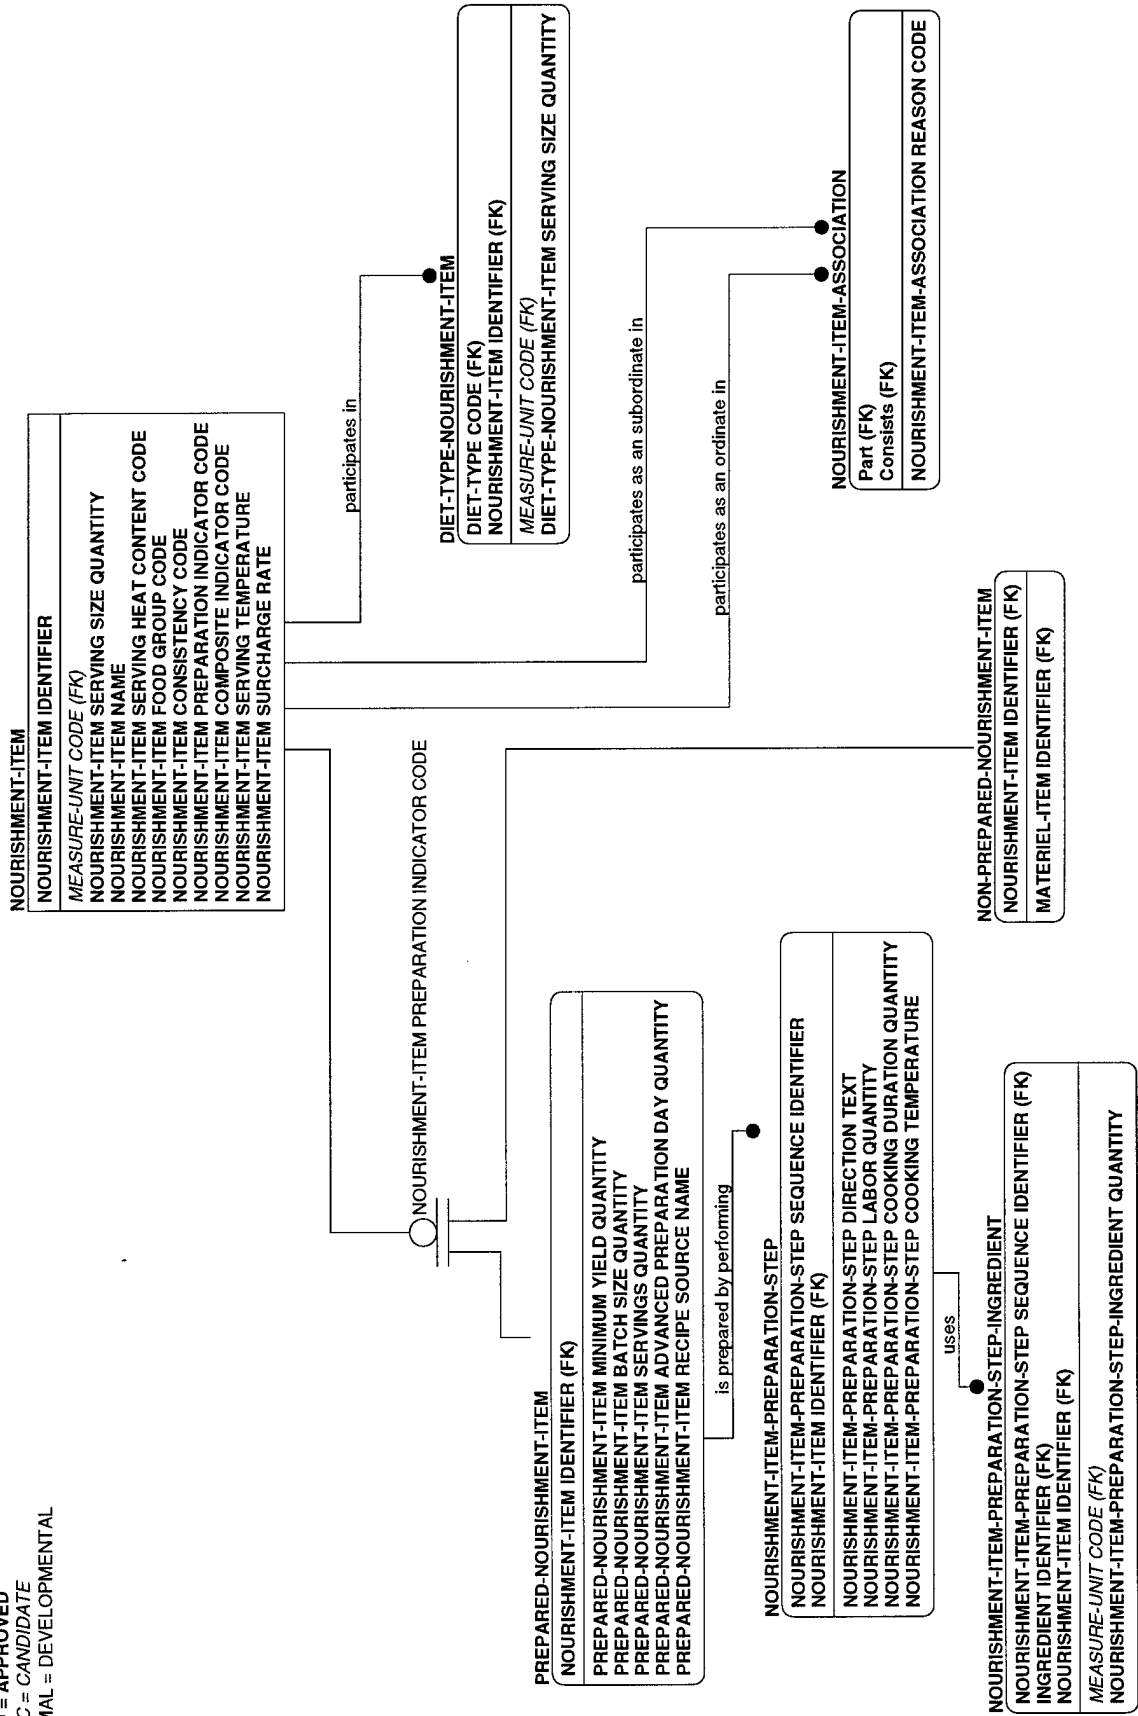 = APPROVED
C = CANDIDATE
MAL = DEVELOPMENTAL
NOURISHMENT-ITEM
NOURISHMENT-ITEM IDENTIFIER
MEASURE-UNIT CODE (FK)
NOURISHMENT-ITEM SERVING SIZE QUANTITY
NOURISHMENT-ITEM NAME
NOURISHMENT-ITEM SERVING HEAT CONTENT CODE
NOURISHMENT-ITEM FOOD GROUP CODE
NOURISHMENT-ITEM CONSISTENCY CODE
NOURISHMENT-ITEM PREPARATION INDICATOR CODE
NOURISHMENT-ITEM COMPOSITE INDICATOR CODE
NOURISHMENT-ITEM SERVING TEMPERATURE
NOURISHMENT-ITEM SURCHARGE RATE
participates in
NOURISHMENT-ITEM PREPARATION INDICATOR CODE
DIET-TYPE-NOURISHMENT-ITEM
DIET-TYPE CODE (FK)
NOURISHMENT-ITEM IDENTIFIER (FK)
MEASURE-UNIT CODE (FK)
DIET-TYPE-NOURISHMENT-ITEM SERVING SIZE QUANTITY
PREPARED-NOURISHMENT-ITEM
NOURISHMENT-ITEM IDENTIFIER (FK)
PREPARED-NOURISHMENT-ITEM MINIMUM YIELD QUANTITY
PREPARED-NOURISHMENT-ITEM BATCH SIZE QUANTITY
PREPARED-NOURISHMENT-ITEM SERVINGS QUANTITY
PREPARED-NOURISHMENT-ITEM ADVANCED PREPARATION DAY QUANTITY
PREPARED-NOURISHMENT-ITEM RECIPE SOURCE NAME
participates as an subordinate in
participates as an ordinate in
is prepared by performing
NOURISHMENT-ITEM-PREPARATION-STEP
NOURISHMENT-ITEM-PREPARATION-STEP SEQUENCE IDENTIFIER
NOURISHMENT-ITEM IDENTIFIER (FK)
NOURISHMENT-ITEM-PREPARATION-STEP DIRECTION TEXT
NOURISHMENT-ITEM-PREPARATION-STEP LABOR QUANTITY
NOURISHMENT-ITEM-PREPARATION-STEP COOKING DURATION QUANTITY
NOURISHMENT-ITEM-PREPARATION-STEP COOKING TEMPERATURE
NOURISHMENT-ITEM-ASSOCIATION
Part (FK)
Consists (FK)
NOURISHMENT-ITEM-ASSOCIATION REASON CODE
uses
NON-PREPARED-NOURISHMENT-ITEM
NOURISHMENT-ITEM IDENTIFIER (FK)
MATERIEL-ITEM IDENTIFIER (FK)
NOURISHMENT-ITEM-PREPARATION-STEP-INGREDIENT
NOURISHMENT-ITEM-PREPARATION-STEP SEQUENCE IDENTIFIER (FK)
INGREDIENT IDENTIFIER (FK)
NOURISHMENT-ITEM IDENTIFIER (FK)
MEASURE-UNIT CODE (FK)
NOURISHMENT-ITEM-PREPARATION-STEP-INGREDIENT QUANTITY